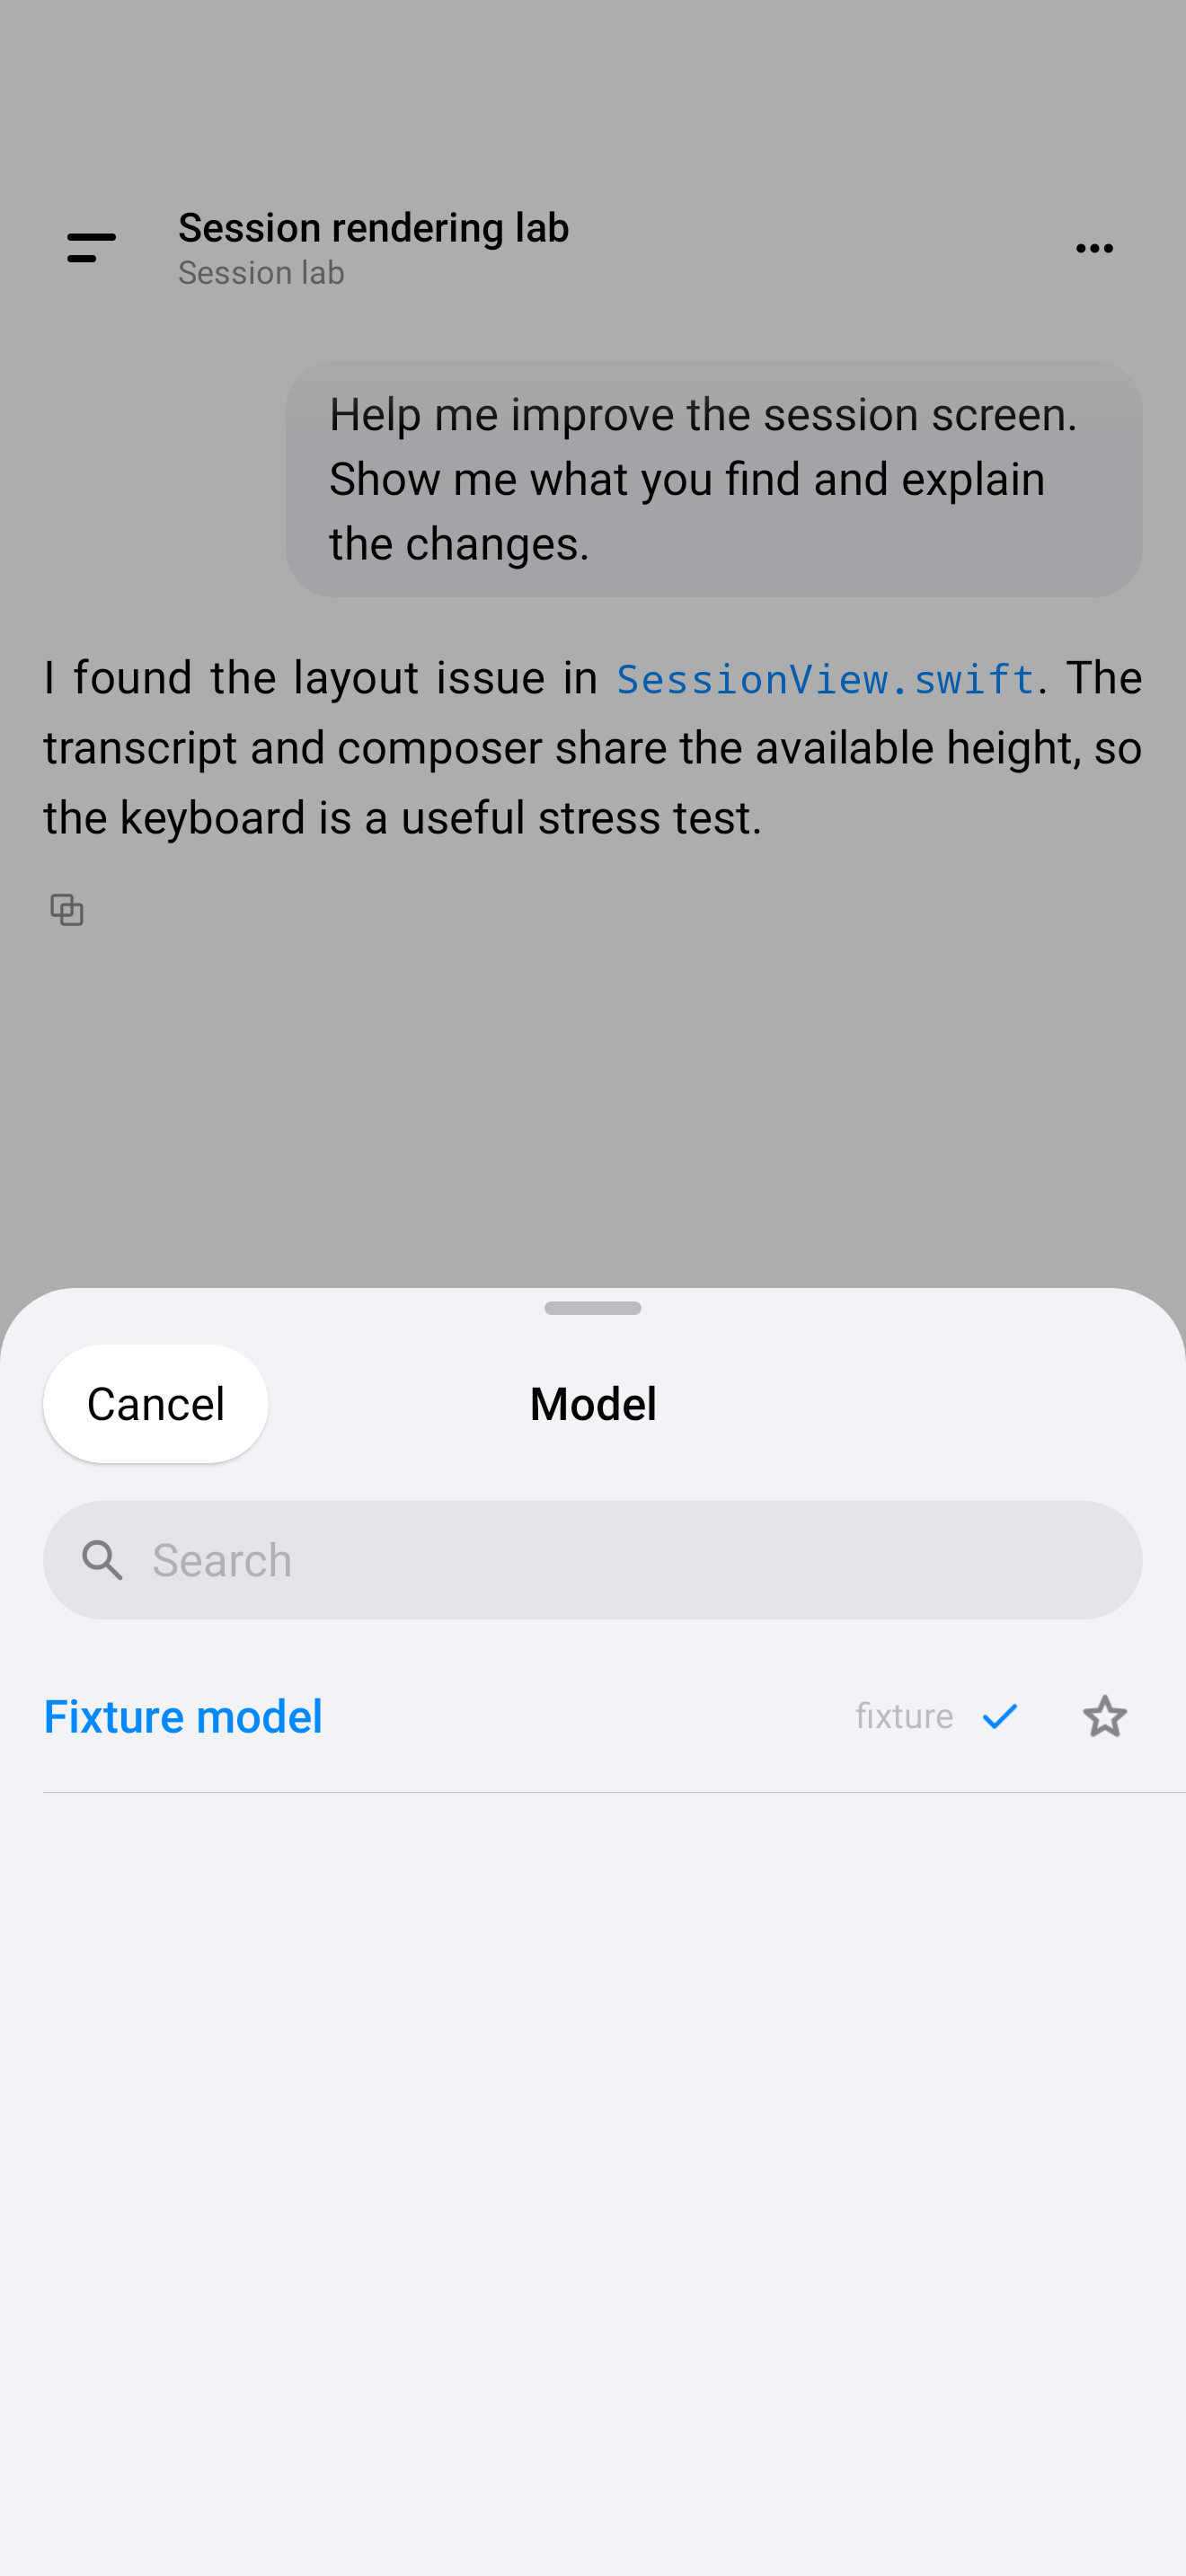 Session rendering lab
Session lab
Help me improve the session screen.
Show me what you find and explain
the changes.
I found the layout issue in SessionView.swift. The
transcript and composer share the available height, so
the keyboard is a useful stress test.
Cancel
Model
Search
Fixture model
fixture